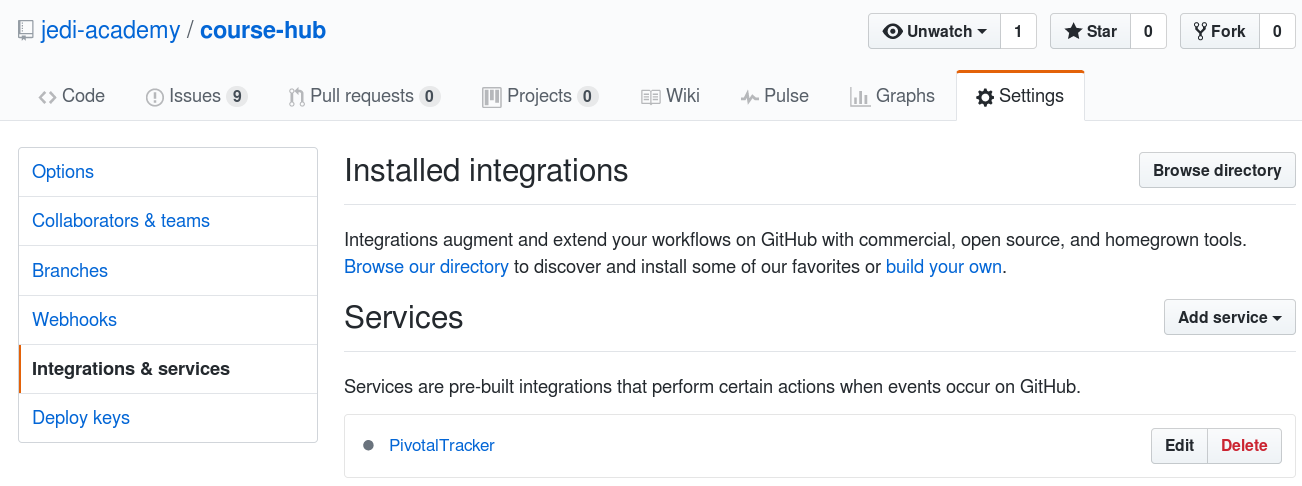 jedi-academy / course-hub
Unwatch 1
Star 0
Fork 0
Code
Issues 9
Pull requests 0
Projects 0
Wiki
Pulse
Graphs
Settings
Options
Collaborators & teams
Branches
Webhooks
Integrations & services
Deploy keys
Installed integrations
Browse directory
Integrations augment and extend your workflows on GitHub with commercial, open source, and homegrown tools.
Browse our directory to discover and install some of our favorites or build your own.
Services
Add service
Services are pre-built integrations that perform certain actions when events occur on GitHub.
PivotalTracker
Edit
Delete